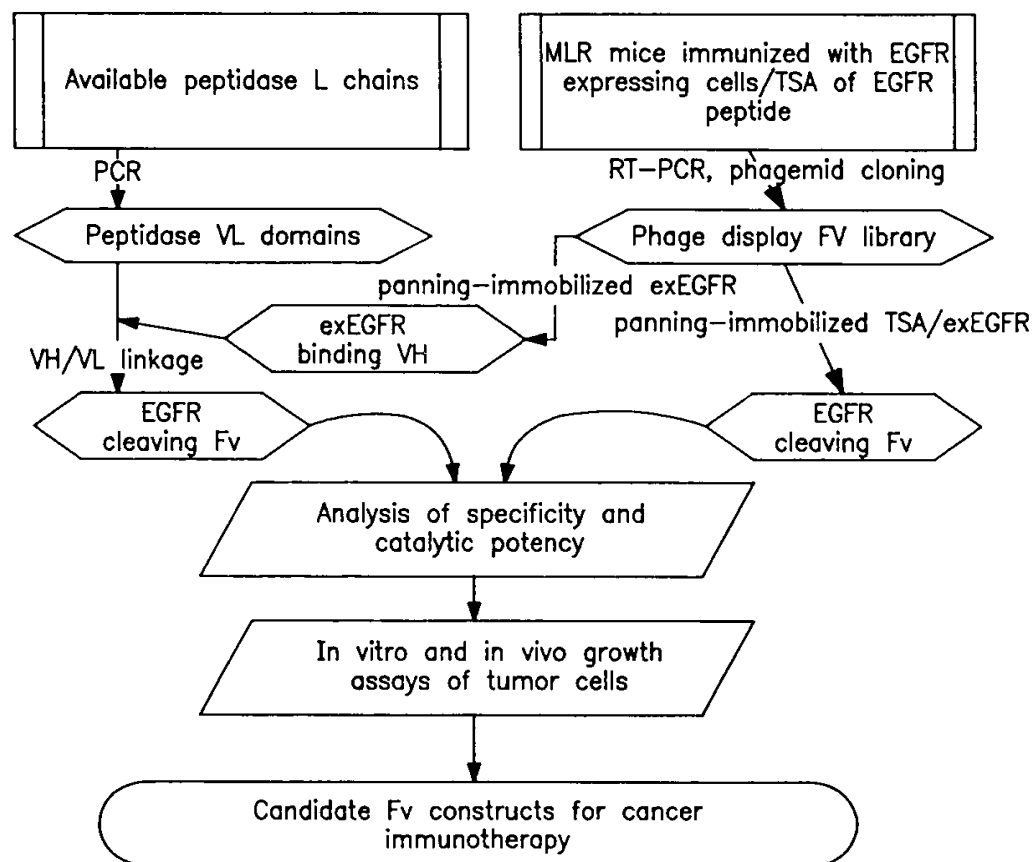 Available peptidase L chains
MLR mice immunized with EGFR
expressing cells/TSA of EGFR
peptide
PCR
RT-PCR, phagemid cloning
Peptidase VL domains
Phage display FV library
panning-immobilized exEGFR
panning-immobilized TSA/exEGFR
exEGFR
binding VH
VH/VL linkage
EGFR
cleaving Fv
EGFR
cleaving Fv
Analysis of specificity and
catalytic potency
In vitro and in vivo growth
assays of tumor cells
Candidate Fv constructs for cancer
immunotherapy